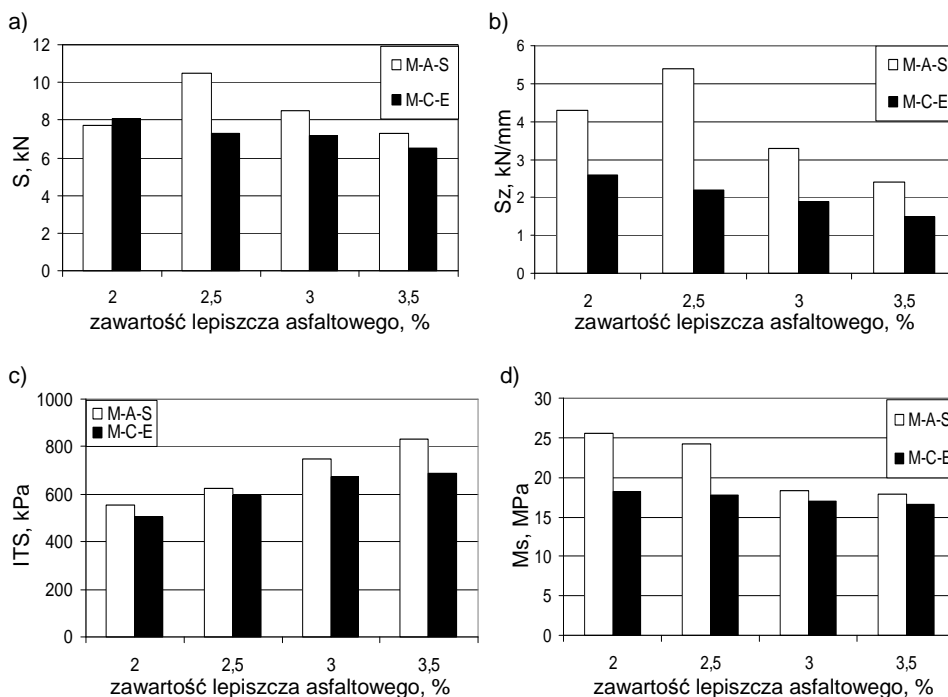 a)
12
10
8
6
4
2
0
S, kN
M-A-S
M-C-E
2 2,5 3 3,5
zawartość lepiszcza asfaltowego, %
b)
6
5
4
3
2
1
0
Sz, kN/mm
M-A-S
M-C-E
2 2,5 3 3,5
zawartość lepiszcza asfaltowego, %
c)
1000
800
600
400
200
0
ITS, kPa
M-A-S
M-C-E
2 2,5 3 3,5
zawartość lepiszcza asfaltowego, %
d)
30
25
20
15
10
5
0
Ms, MPa
M-A-S
M-C-E
2 2,5 3 3,5
zawartość lepiszcza asfaltowego, %